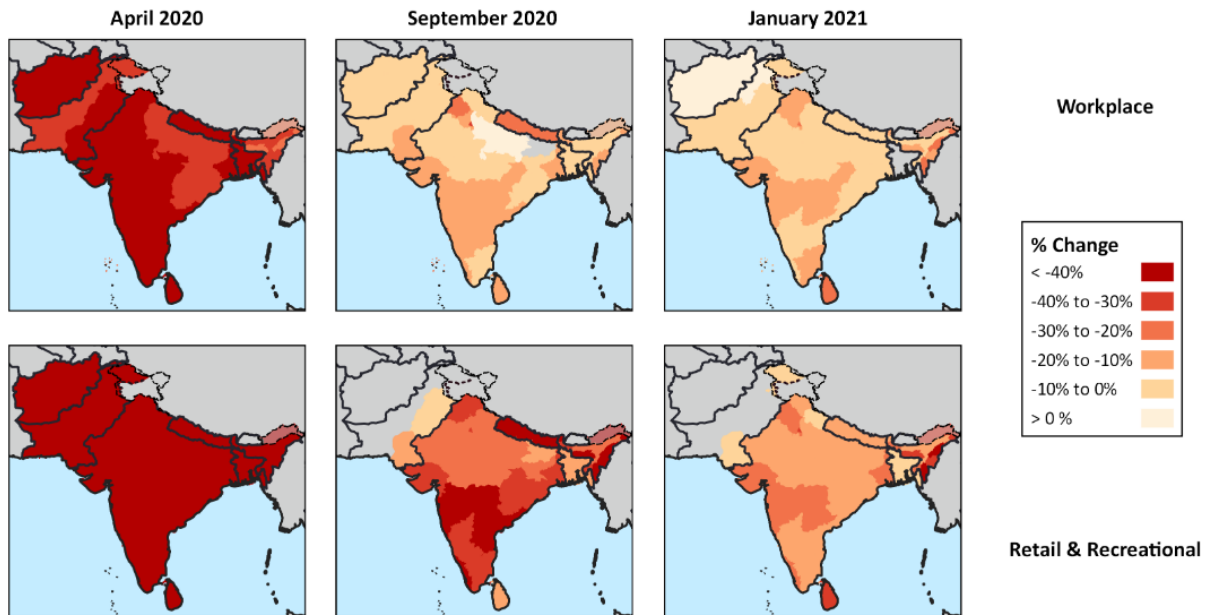 April 2020
September 2020
January 2021
Workplace
% Change
< -40%
-40% to -30%
-30% to -20%
-20% to -10%
-10% to 0%
> 0 %
Retail & Recreational